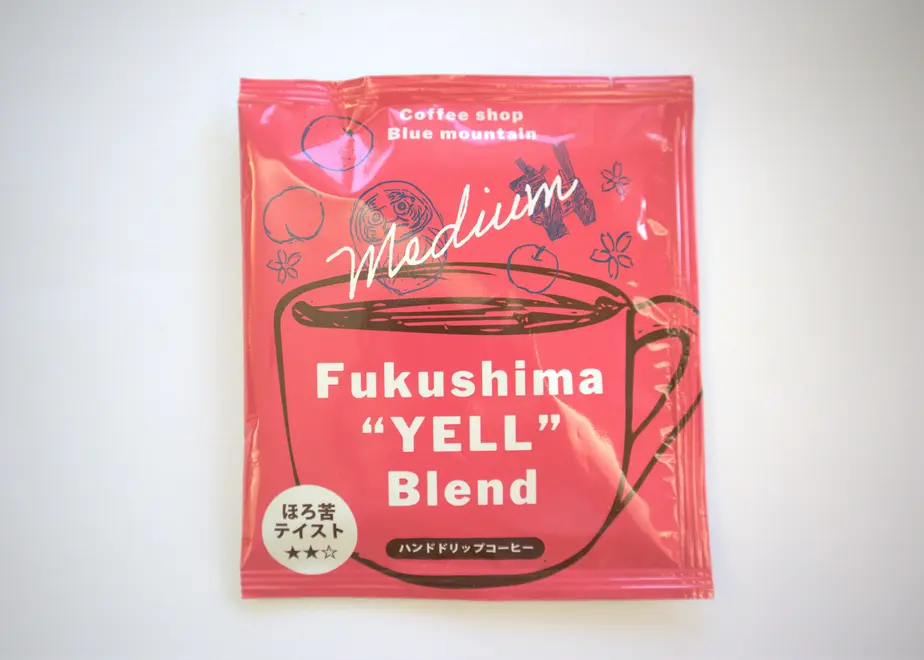 Coffee shop
Blue mountain
Medium
Fukushima
“YELL”
Blend
ほろ苦
テイスト
★★☆
ハンドドリップコーヒー